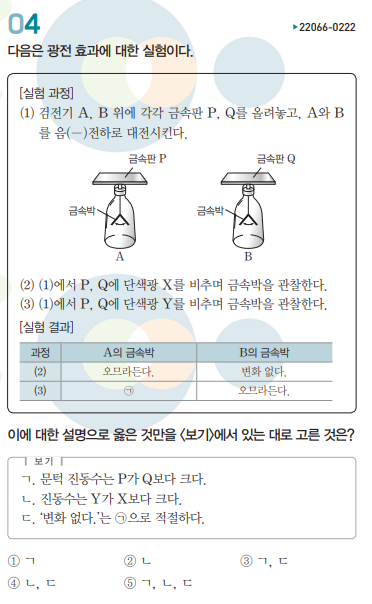 04
▶22066-0222
다음은 광전 효과에 대한 실험이다.
[실험 과정]
(1) 검전기 A, B 위에 각각 금속판 P, Q를 올려놓고, A와 B
를 음(−)전하로 대전시킨다.
금속판 P 금속판 Q
금속박 금속박
A B
(2) (1)에서 P, Q에 단색광 X를 비추며 금속박을 관찰한다.
(3) (1)에서 P, Q에 단색광 Y를 비추며 금속박을 관찰한다.
[실험 결과]
과정 A의 금속박 B의 금속박
(2) 오므라든다. 변화 없다.
(3) ㉠ 오므라든다.
이에 대한 설명으로 옳은 것만을 <보기>에서 있는 대로 고른 것은?
보기
ㄱ. 문턱 진동수는 P가 Q보다 크다.
ㄴ. 진동수는 Y가 X보다 크다.
ㄷ. ‘변화 없다.’는 ㉠으로 적절하다.
① ㄱ ② ㄴ ③ ㄱ, ㄷ
④ ㄴ, ㄷ ⑤ ㄱ, ㄴ, ㄷ